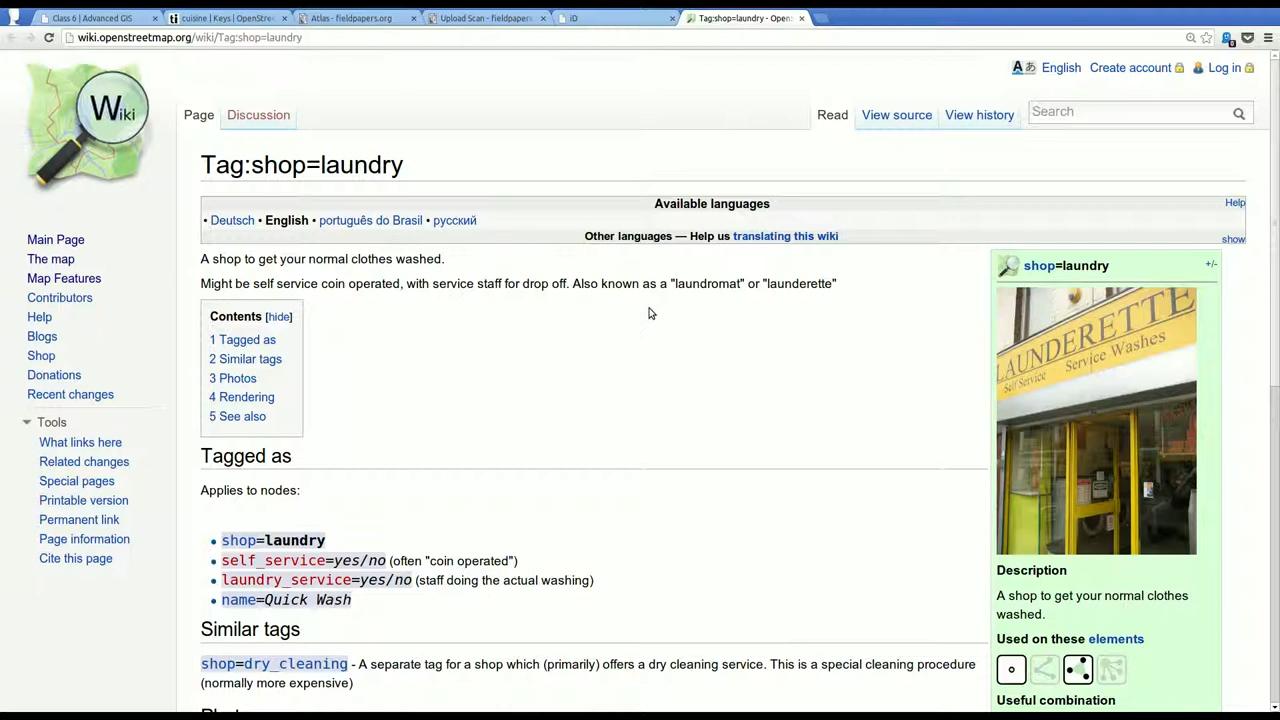 Class 6 | Advanced GIS
cuisine | Keys | OpenStree
Atlas - fieldpapers.org
Upload Scan - fieldpapers
iD
Tag:shop=laundry - Open
wiki.openstreetmap.org/wiki/Tag:shop=laundry
English Create account Log in
Wiki
Page Discussion Read View source View history Search
Tag:shop=laundry
Available languages Help
• Deutsch • English • português do Brasil • русский
Other languages — Help us translating this wiki show
Main Page
The map
Map Features
Contributors
Help
Blogs
Shop
Donations
Recent changes
Tools
What links here
Related changes
Special pages
Printable version
Permanent link
Page information
Cite this page
A shop to get your normal clothes washed.
Might be self service coin operated, with service staff for drop off. Also known as a "laundromat" or "launderette"
Contents [hide]
1 Tagged as
2 Similar tags
3 Photos
4 Rendering
5 See also
Tagged as
Applies to nodes:
• shop=laundry
• self_service=yes/no (often "coin operated")
• laundry_service=yes/no (staff doing the actual washing)
• name=Quick Wash
Similar tags
shop=dry_cleaning - A separate tag for a shop which (primarily) offers a dry cleaning service. This is a special cleaning procedure
(normally more expensive)
shop=laundry +/-
LAUNDERETTE
Self Service Service Washes
Description
A shop to get your normal clothes
washed.
Used on these elements
Useful combination